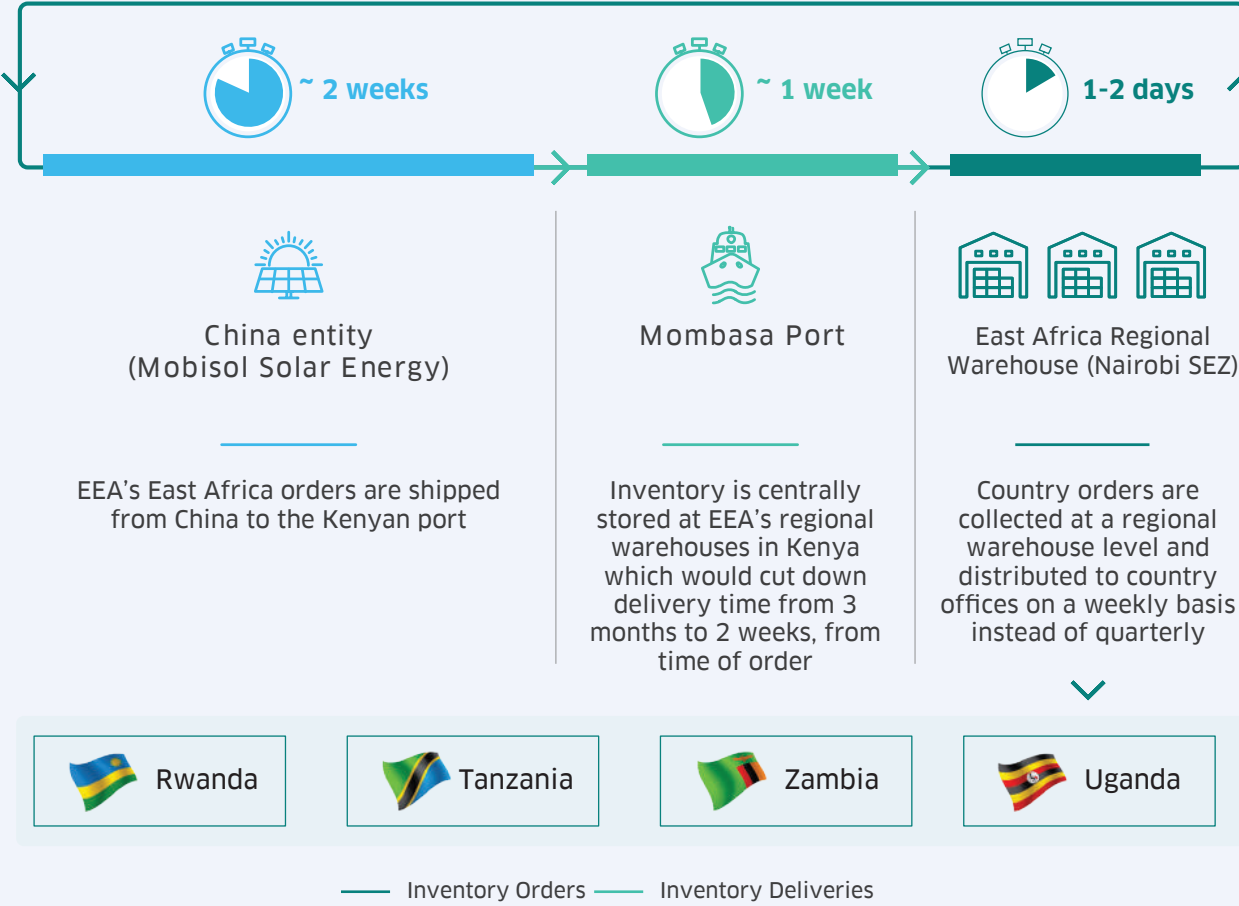 ~ 2 weeks
~ 1 week
1-2 days
China entity
(Mobisol Solar Energy)
EEA’s East Africa orders are shipped
from China to the Kenyan port
Mombasa Port
Inventory is centrally
stored at EEA’s regional
warehouses in Kenya
which would cut down
delivery time from 3
months to 2 weeks, from
time of order
East Africa Regional
Warehouse (Nairobi SEZ)
Country orders are
collected at a regional
warehouse level and
distributed to country
offices on a weekly basis
instead of quarterly
Rwanda
Tanzania
Zambia
Uganda
Inventory Orders
Inventory Deliveries